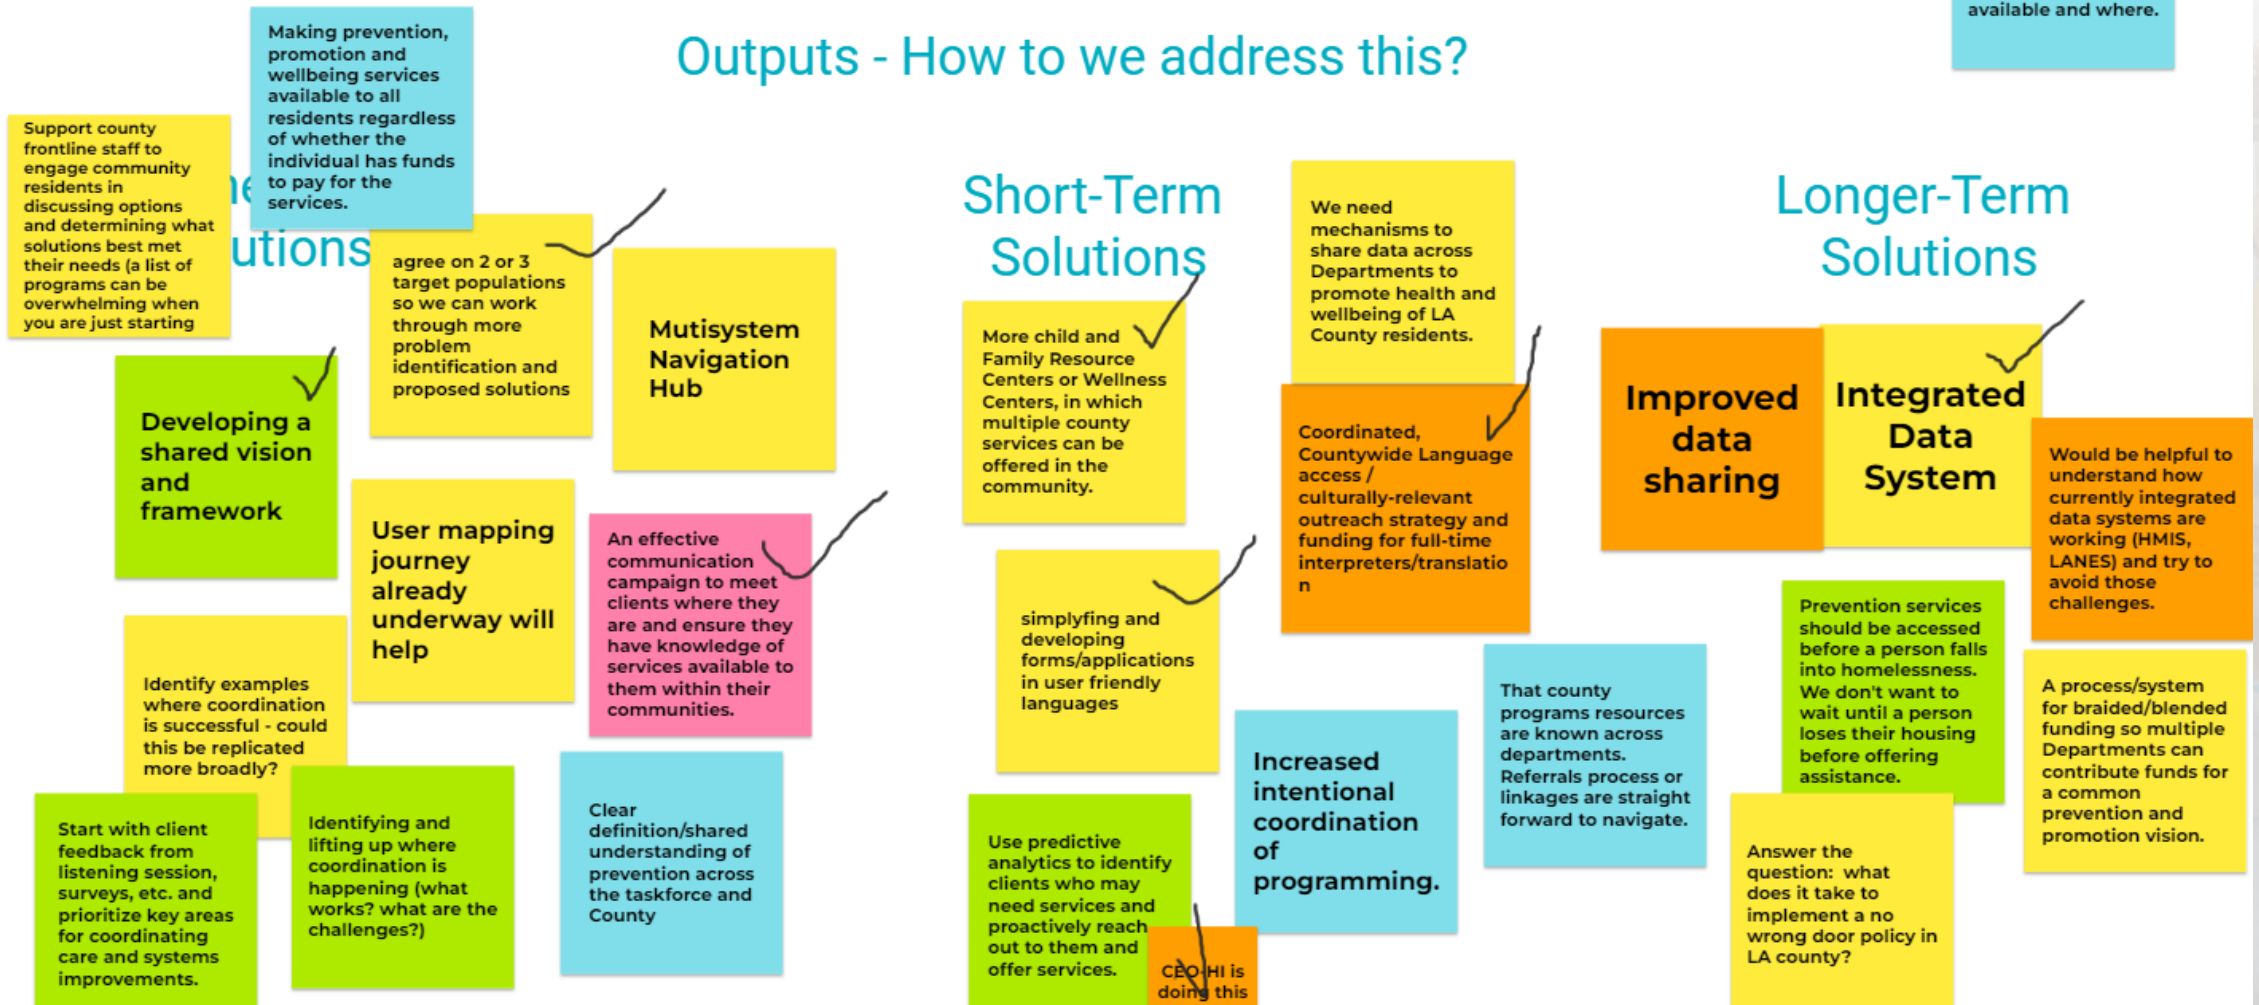 available and where.
Outputs - How to we address this?
Making prevention,
promotion and
wellbeing services
available to all
residents regardless
of whether the
individual has funds
to pay for the
services.
Support county
frontline staff to
engage community
residents in
discussing options
and determining what
solutions best met
their needs (a list of
programs can be
overwhelming when
you are just starting
utions
agree on 2 or 3
target populations
so we can work
through more
problem
identification and
proposed solutions
Mutisystem
Navigation
Hub
Developing a
shared vision
and
framework
User mapping
journey
already
underway will
help
An effective
communication
campaign to meet
clients where they
are and ensure they
have knowledge of
services available to
them within their
communities.
Identify examples
where coordination
is successful - could
this be replicated
more broadly?
Start with client
feedback from
listening session,
surveys, etc. and
prioritize key areas
for coordinating
care and systems
improvements.
Identifying and
lifting up where
coordination is
happening (what
works? what are the
challenges?)
Clear
definition/shared
understanding of
prevention across
the taskforce and
County
Short-Term
Solutions
We need
mechanisms to
share data across
Departments to
promote health and
wellbeing of LA
County residents.
More child and
Family Resource
Centers or Wellness
Centers, in which
multiple county
services can be
offered in the
community.
Coordinated,
Countywide Language
access /
culturally-relevant
outreach strategy and
funding for full-time
interpreters/translatio
n
simplyfing and
developing
forms/applications
in user friendly
languages
Increased
intentional
coordination
of
programming.
That county
programs resources
are known across
departments.
Referrals process or
linkages are straight
forward to navigate.
Use predictive
analytics to identify
clients who may
need services and
proactively reach
out to them and
offer services.
CEO-HI is
doing this
Longer-Term
Solutions
Improved
data
sharing
Integrated
Data
System
Would be helpful to
understand how
currently integrated
data systems are
working (HMIS,
LANES) and try to
avoid those
challenges.
Prevention services
should be accessed
before a person falls
into homelessness.
We don't want to
wait until a person
loses their housing
before offering
assistance.
A process/system
for braided/blended
funding so multiple
Departments can
contribute funds for
a common
prevention and
promotion vision.
Answer the
question: what
does it take to
implement a no
wrong door policy in
LA county?